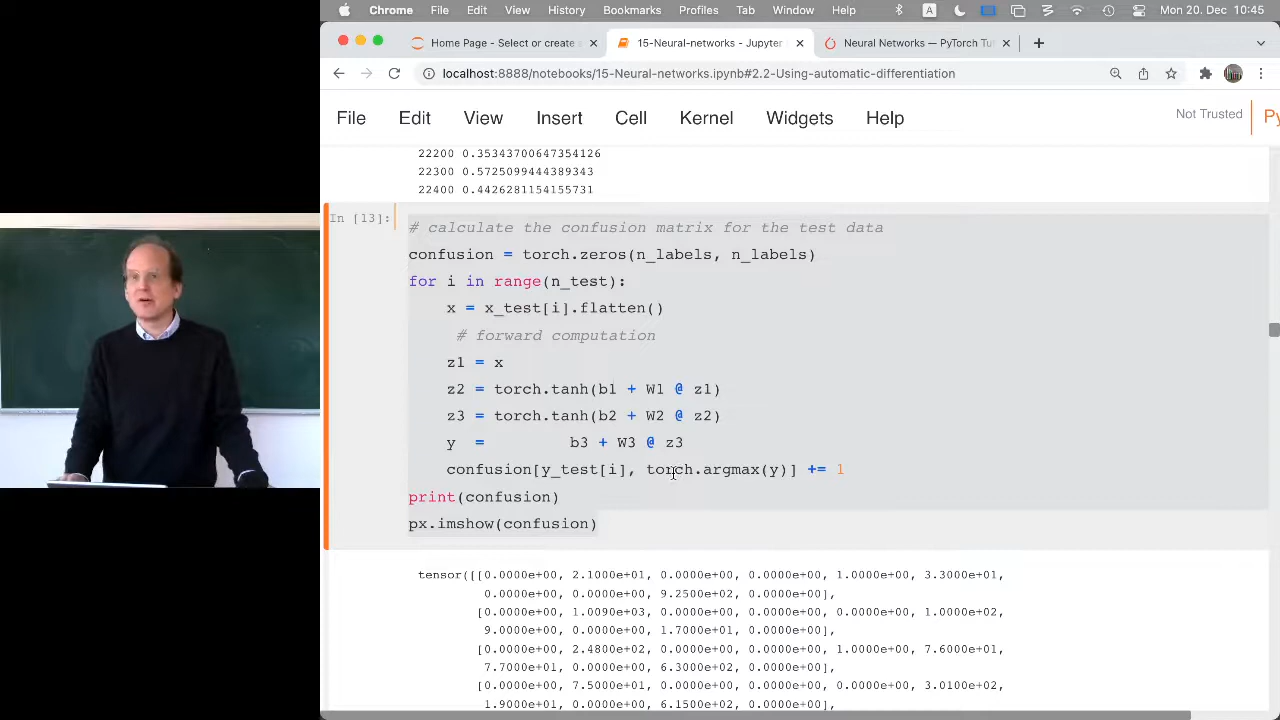 Chrome File Edit View History Bookmarks Profiles Tab Window Help A Mon 20. Dec 10:45
Home Page - Select or create 15-Neural-networks - Jupyter Neural Networks — PyTorch Tut
localhost:8888/notebooks/15-Neural-networks.ipynb#2.2-Using-automatic-differentiation
File Edit View Insert Cell Kernel Widgets Help Not Trusted Py
22200 0.35343700647354126
22300 0.5725099444389343
22400 0.4426281154155731
In [13]:
# calculate the confusion matrix for the test data
confusion = torch.zeros(n_labels, n_labels)
for i in range(n_test):
x = x_test[i].flatten()
# forward computation
z1 = x
z2 = torch.tanh(b1 + W1 @ z1)
z3 = torch.tanh(b2 + W2 @ z2)
y = b3 + W3 @ z3
confusion[y_test[i], torch.argmax(y)] += 1
print(confusion)
px.imshow(confusion)
tensor([[0.0000e+00, 2.1000e+01, 0.0000e+00, 0.0000e+00, 1.0000e+00, 3.3000e+01,
0.0000e+00, 0.0000e+00, 9.2500e+02, 0.0000e+00],
[0.0000e+00, 1.0090e+03, 0.0000e+00, 0.0000e+00, 0.0000e+00, 1.0000e+02,
9.0000e+00, 0.0000e+00, 1.7000e+01, 0.0000e+00],
[0.0000e+00, 2.4800e+02, 0.0000e+00, 0.0000e+00, 1.0000e+00, 7.6000e+01,
7.7000e+01, 0.0000e+00, 6.3000e+02, 0.0000e+00],
[0.0000e+00, 7.5000e+01, 0.0000e+00, 0.0000e+00, 0.0000e+00, 3.0100e+02,
1.9000e+01, 0.0000e+00, 6.1500e+02, 0.0000e+00],